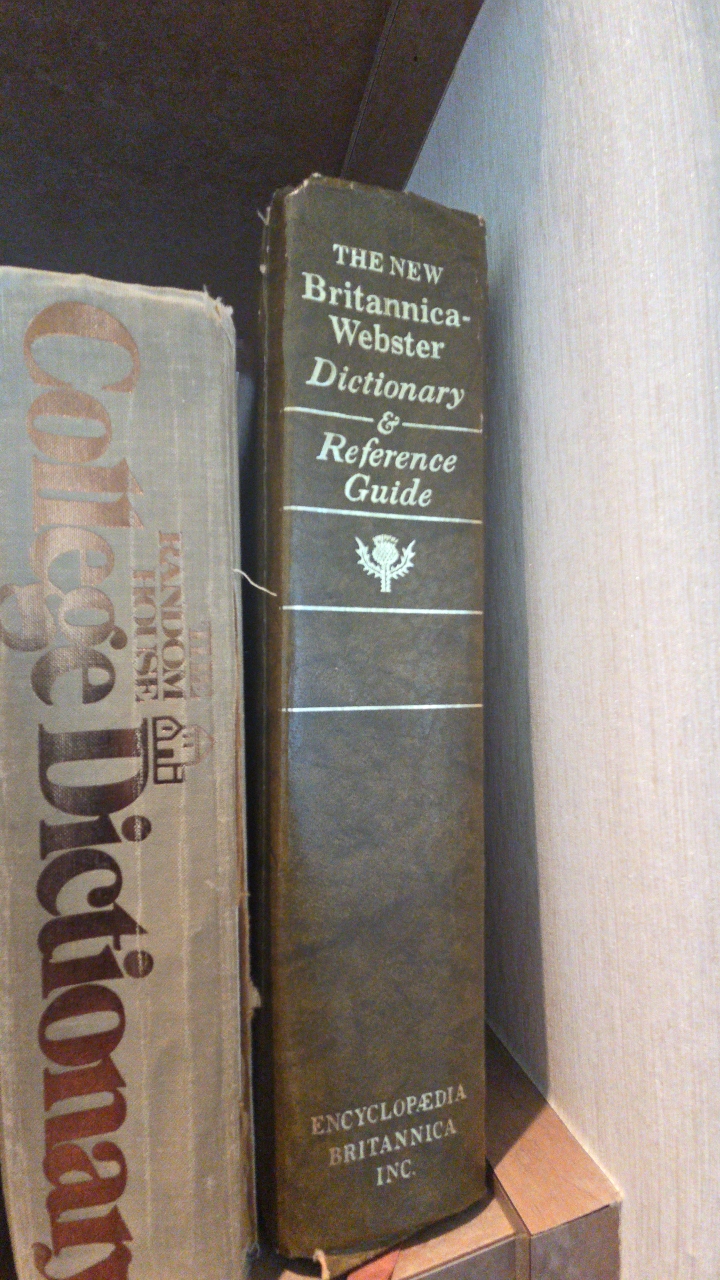 THE
RANDOM
HOUSE
College Dictionary
THE NEW
Britannica-
Webster
Dictionary
&
Reference
Guide
ENCYCLOPÆDIA
BRITANNICA
INC.